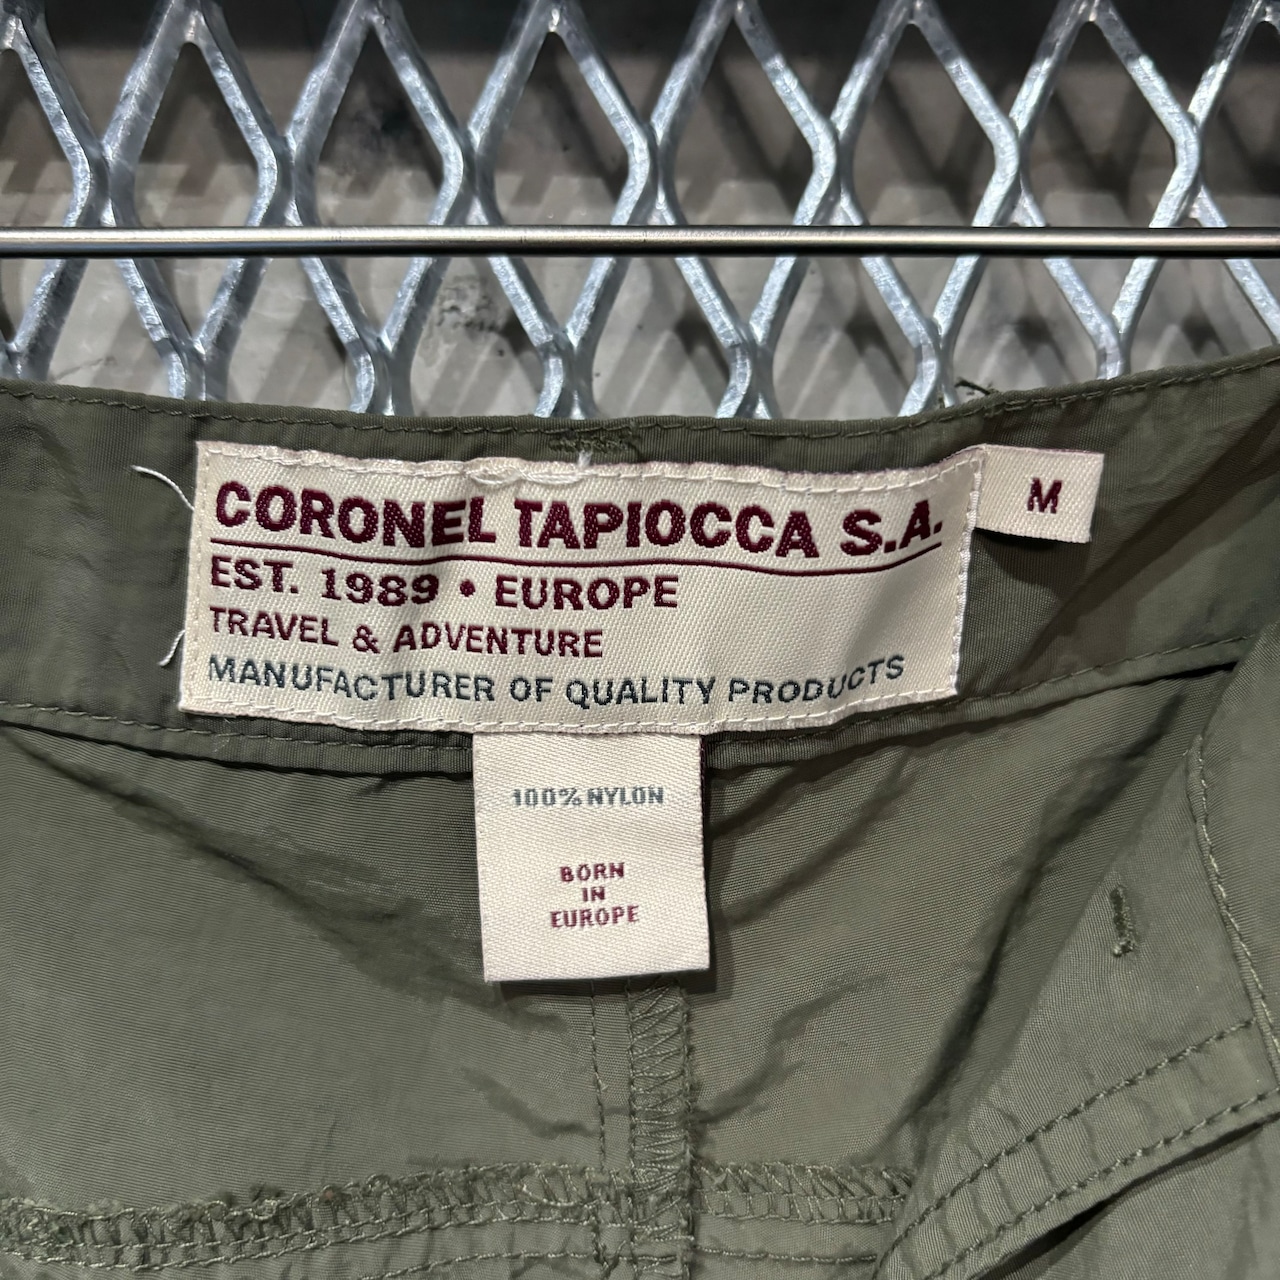 CORONEL TAPIOCCA S.A.
M
EST. 1989 • EUROPE
TRAVEL & ADVENTURE
MANUFACTURER OF QUALITY PRODUCTS
100% NYLON
BORN
IN
EUROPE